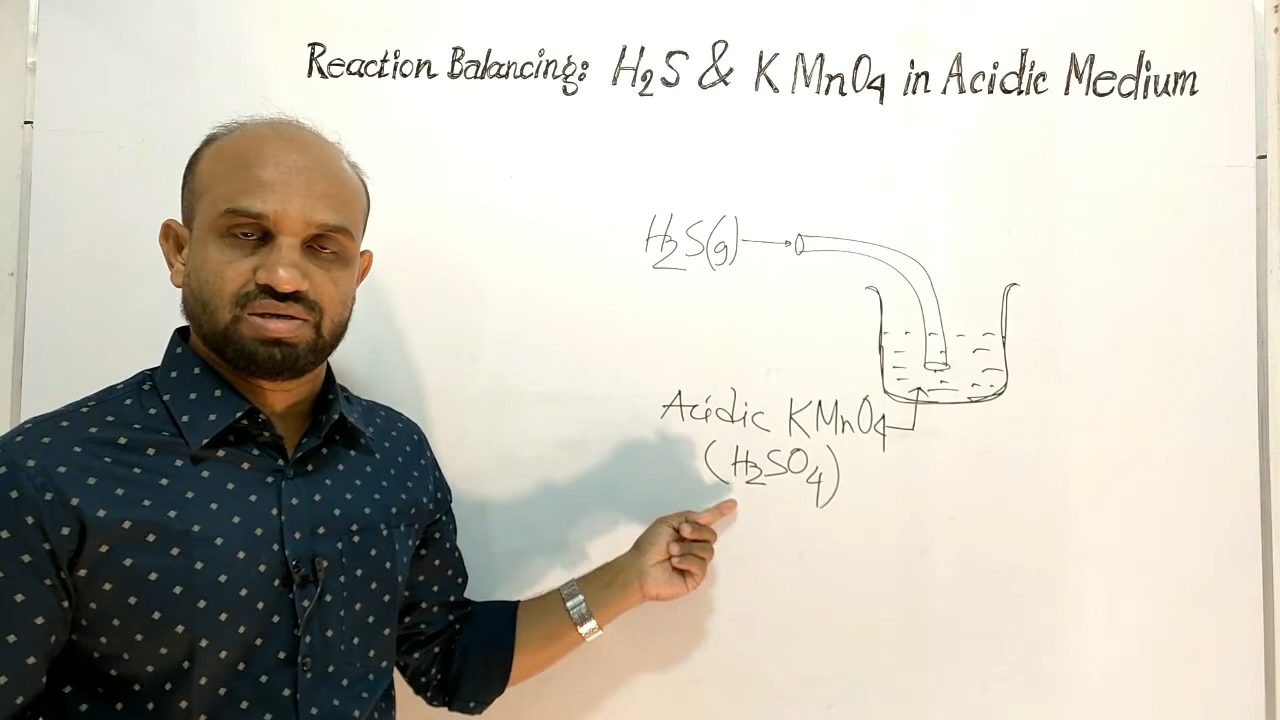 Reaction Balancing: H2S & KMnO4 in Acidic Medium
H2S(g)
Acidic KMnO4
(H2SO4)